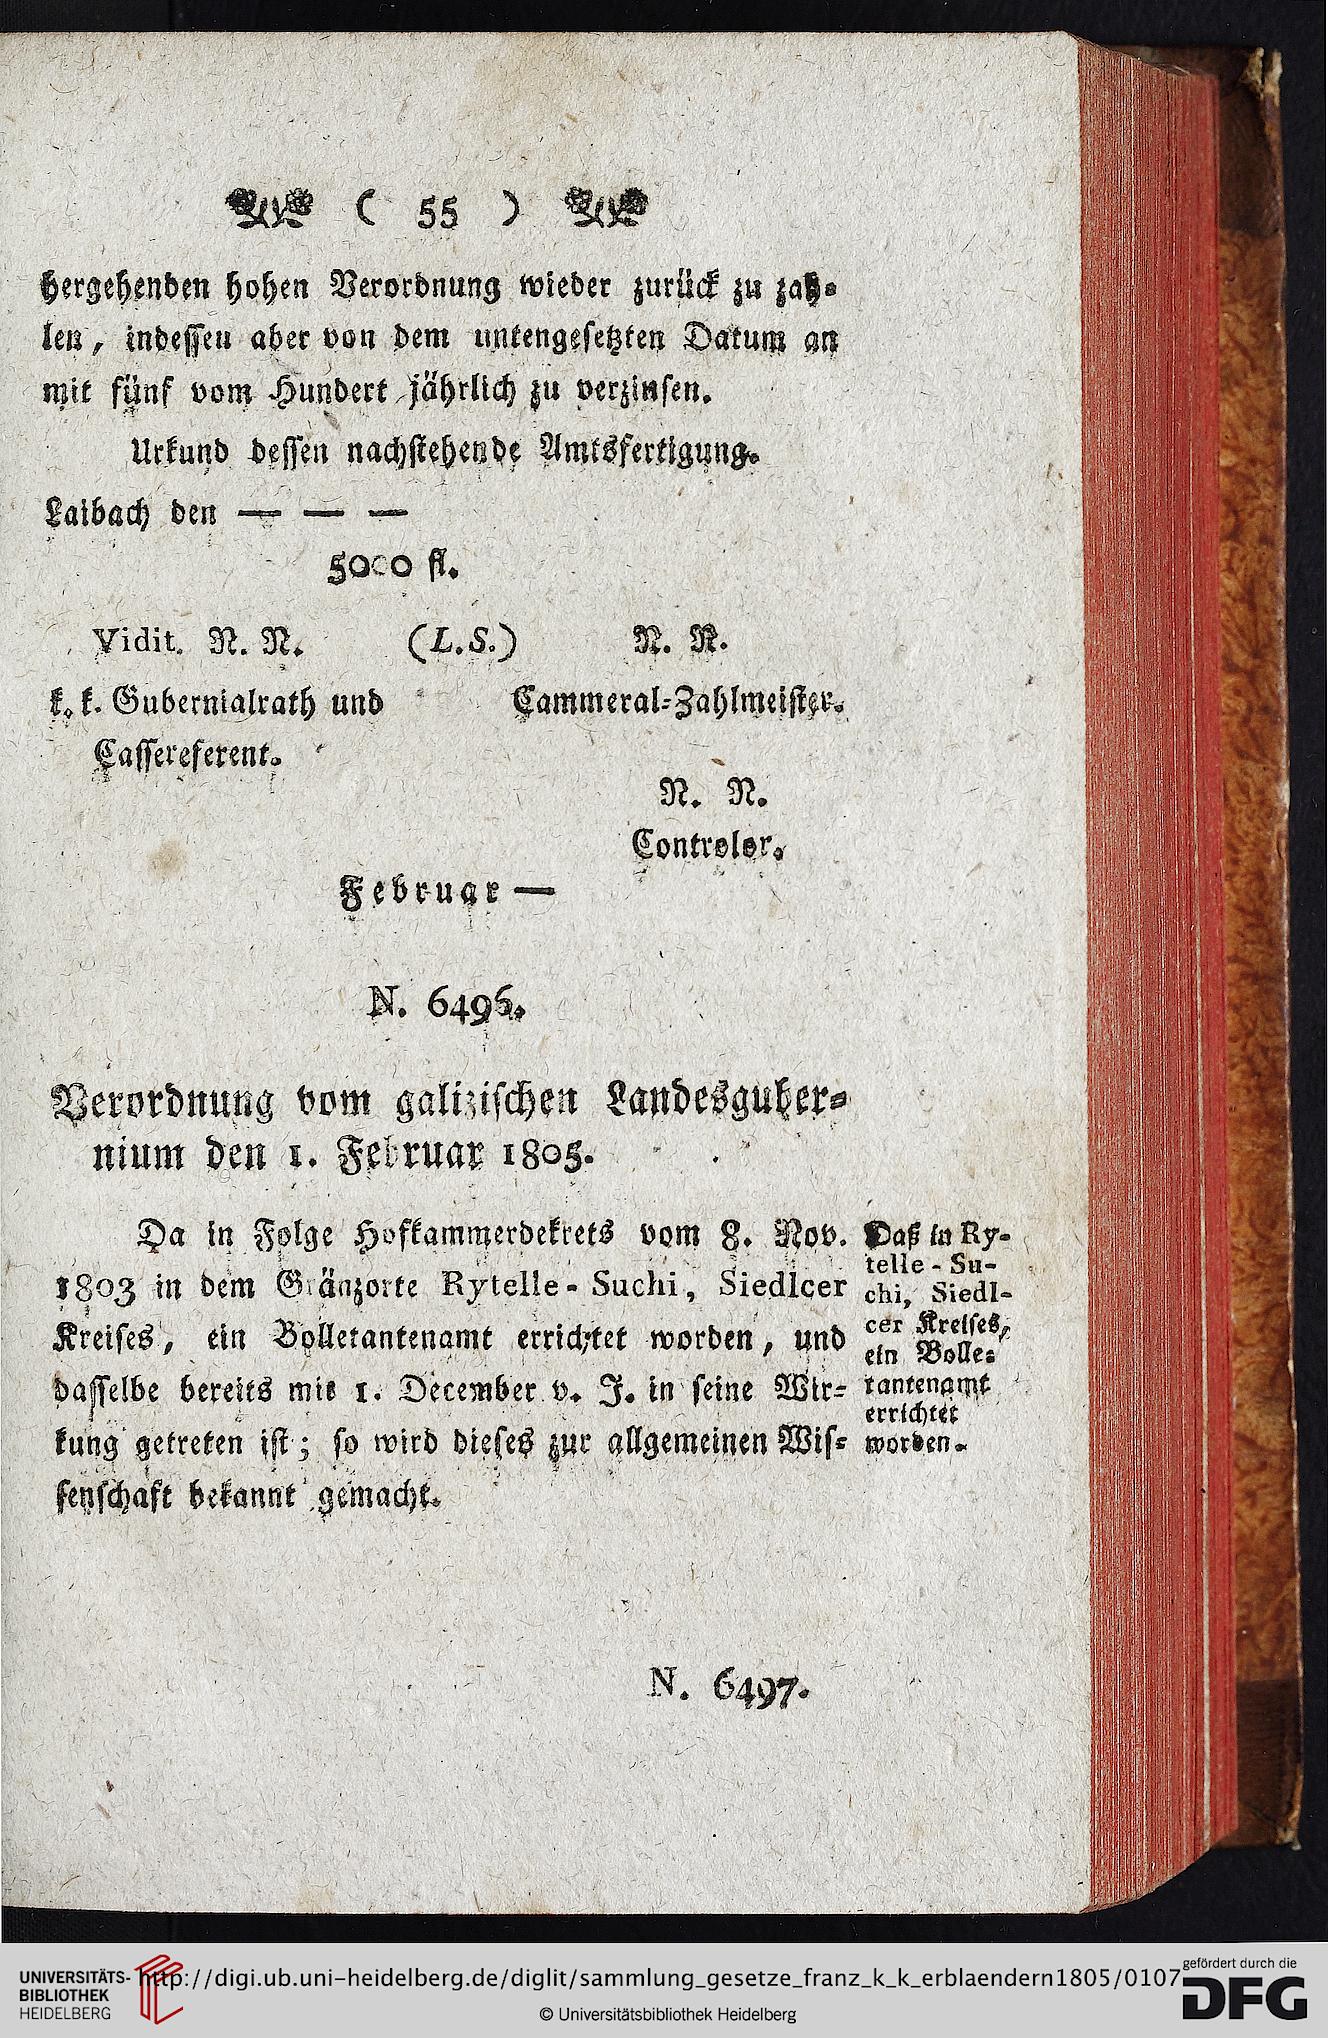 ( 55 )
hergehenden hohen Verordnung wieder zurück zu zah-
len, indessen aber von dem untengesetzten Datum an
mit fünf vom Hundert jährlich zu verzinsen.
Urkund dessen nachstehende Amtsfertigung.
Laibach den — — —
5000 fl.
Vidit. N. N. (L.S.) N. N.
k. k. Gubernialrath und Cammeral-Zahlmeister.
Cassereferent.
N. N.
Controlor.
Februar —
N. 6496.
Verordnung vom galizischen Landesguber-
nium den 1. Februar 1805.
Da in Folge Hofkammerdekrets vom 8. Nov.
1803 in dem Gränzorte Rytelle-Suchi, Siedlcer
Kreises, ein Bolletantenamt errichtet worden, und
dasselbe bereits mit 1. December v. J. in seine Wir-
kung getreten ist; so wird dieses zur allgemeinen Wis-
senschaft bekannt gemacht.
Daß in Ry-
telle-Su-
chi, Siedl-
cer Kreises,
ein Bolle-
tantenamt
errichtet
worden.
N. 6497.
UNIVERSITÄTS-
BIBLIOTHEK
HEIDELBERG
http://digi.ub.uni-heidelberg.de/diglit/sammlung_gesetze_franz_k_k_erblaendern1805/0107
© Universitätsbibliothek Heidelberg
gefördert durch die
DFG